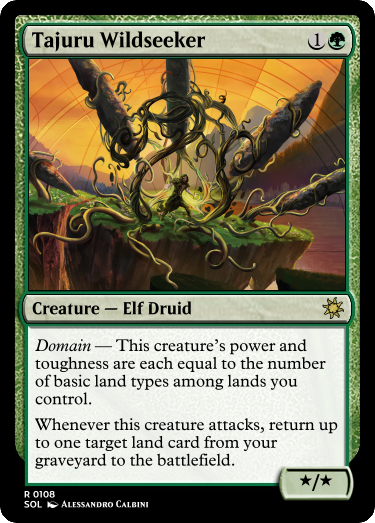 Tajuru Wildseeker 1
Creature — Elf Druid
Domain — This creature's power and
toughness are each equal to the number
of basic land types among lands you
control.
Whenever this creature attacks, return up
to one target land card from your
graveyard to the battlefield.
★/★
R 0108
SOL Alessandro Calbini